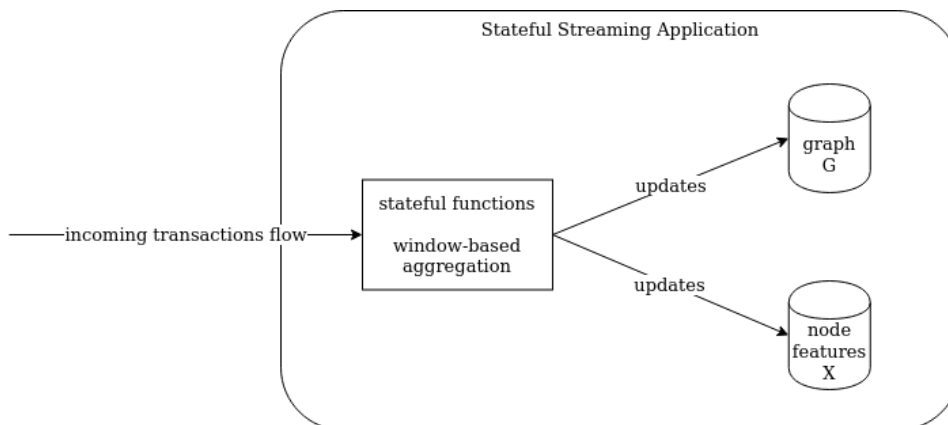 Stateful Streaming Application
graph
G
updates
stateful functions
incoming transactions flow
window-based
aggregation
updates
node
features
X